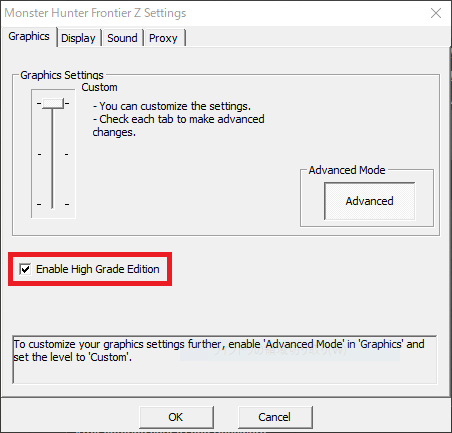 Monster Hunter Frontier Z Settings
Graphics Display Sound Proxy
Graphics Settings
Custom
- You can customize the settings.
- Check each tab to make advanced
changes.
Advanced Mode
Advanced
Enable High Grade Edition
To customize your graphics settings further, enable 'Advanced Mode' in 'Graphics' and
set the level to 'Custom'.
OK Cancel